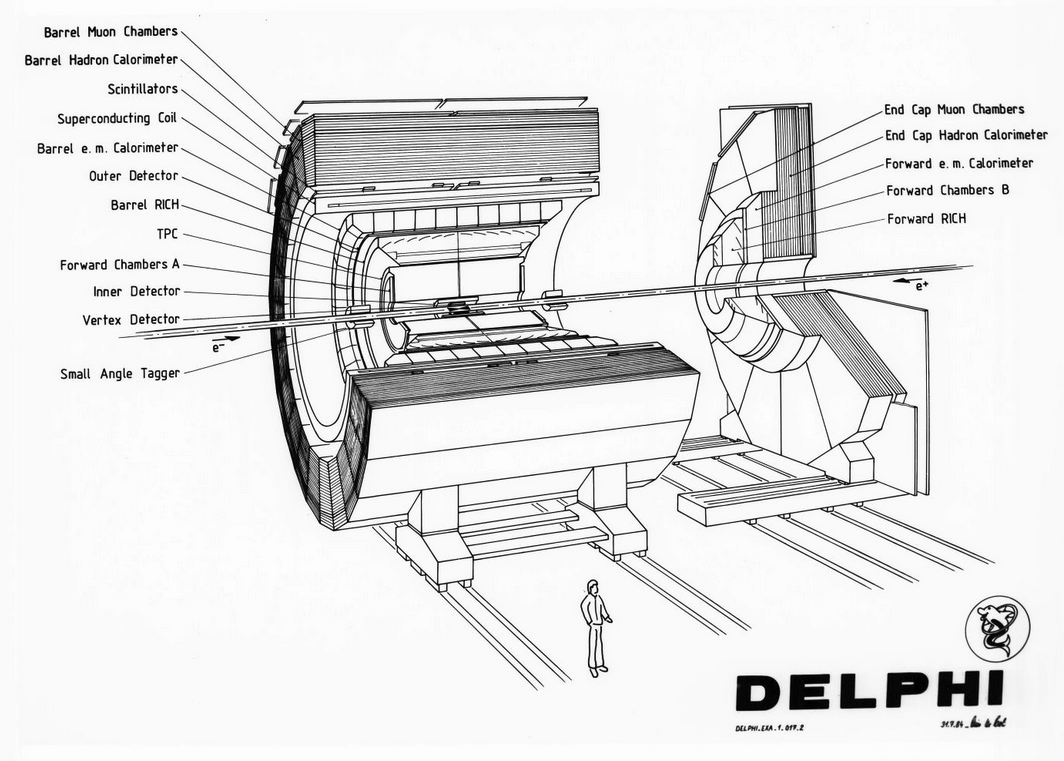 Barrel Muon Chambers
Barrel Hadron Calorimeter
Scintillators
Superconducting Coil
Barrel e. m. Calorimeter
Outer Detector
Barrel RICH
TPC
Forward Chambers A
Inner Detector
Vertex Detector
e-
Small Angle Tagger
End Cap Muon Chambers
End Cap Hadron Calorimeter
Forward e. m. Calorimeter
Forward Chambers B
Forward RICH
e+
DELPHI
DELPHI.EXA.1.017.2